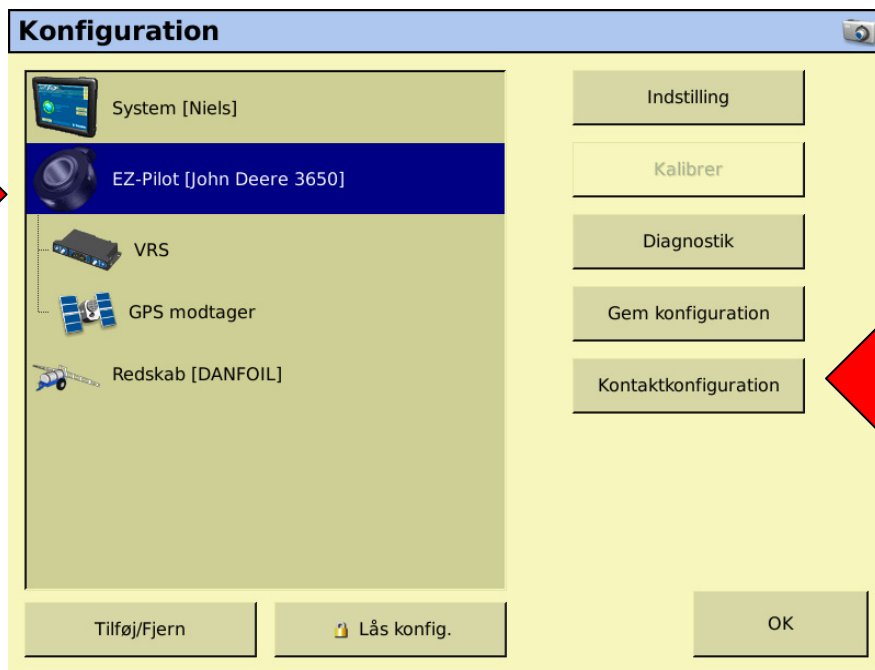 Konfiguration
System [Niels]
EZ-Pilot [John Deere 3650]
VRS
GPS modtager
Redskab [DANFOIL]
Indstilling
Kalibrer
Diagnostik
Gem konfiguration
Kontaktkonfiguration
Tilføj/Fjern
Lås konfig.
OK